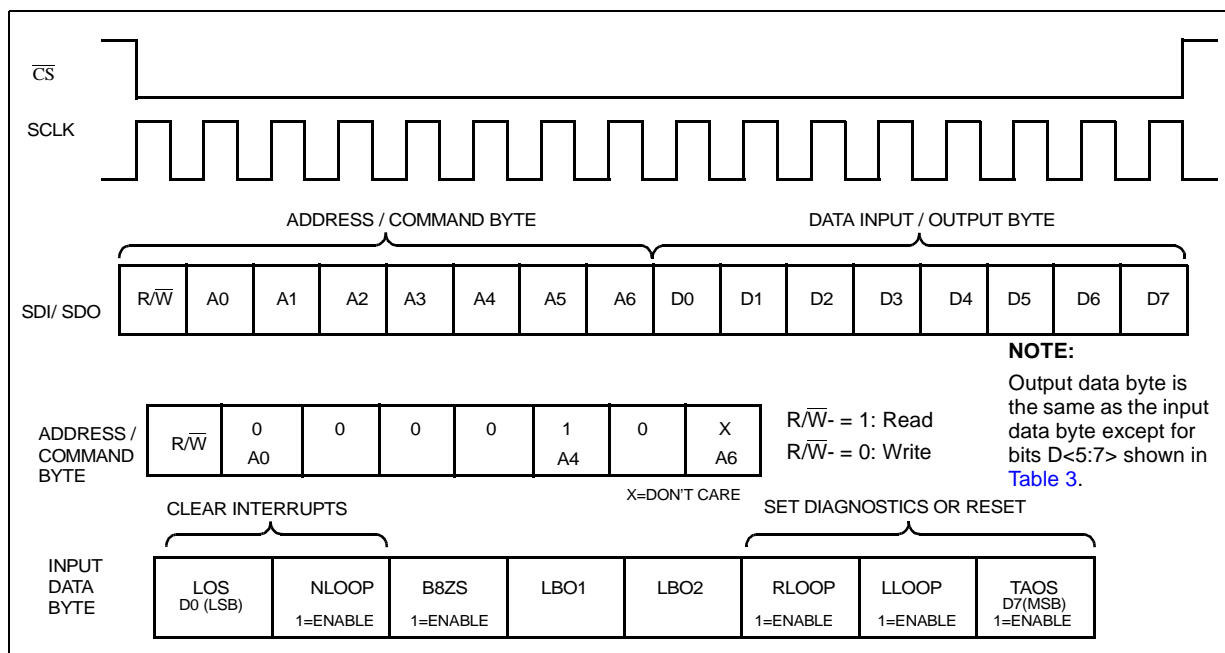 CS
SCLK
ADDRESS / COMMAND BYTE DATA INPUT / OUTPUT BYTE
SDI/ SDO R/W A0 A1 A2 A3 A4 A5 A6 D0 D1 D2 D3 D4 D5 D6 D7
NOTE:
Output data byte is
the same as the input
data byte except for
bits D<5:7> shown in
Table 3.
ADDRESS /
COMMAND
BYTE
R/W 0 0 0 0 1 0 X
A0 A4 A6
R/W- = 1: Read
R/W- = 0: Write
X=DON'T CARE
CLEAR INTERRUPTS SET DIAGNOSTICS OR RESET
INPUT
DATA
BYTE
LOS NLOOP B8ZS LBO1 LBO2 RLOOP LLOOP TAOS
D0 (LSB) D7(MSB)
1=ENABLE 1=ENABLE 1=ENABLE 1=ENABLE 1=ENABLE